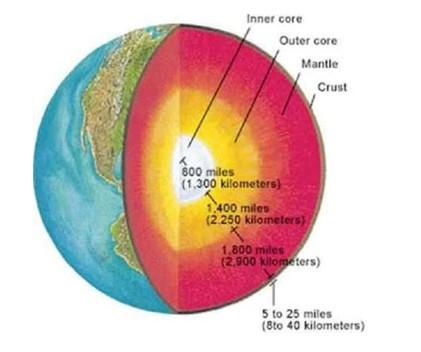 Inner core
Outer core
Mantle
Crust
800 miles
(1,300 kilometers)
1,400 miles
(2,250 kilometers)
1,800 miles
(2,900 kilometers)
5 to 25 miles
(8to 40 kilometers)